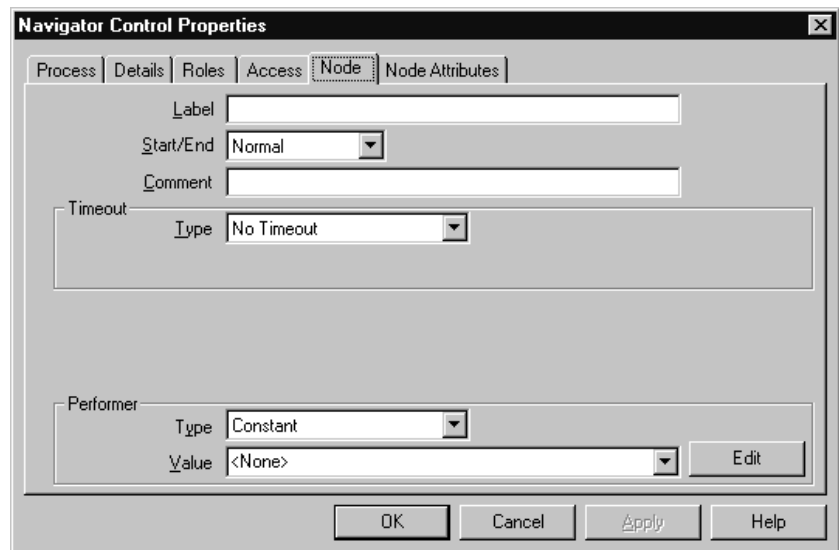 Navigator Control Properties
Process Details Roles Access Node Node Attributes
Label
Start/End Normal
Comment
Timeout
Type No Timeout
Performer
Type Constant
Value <None> Edit
OK Cancel Apply Help